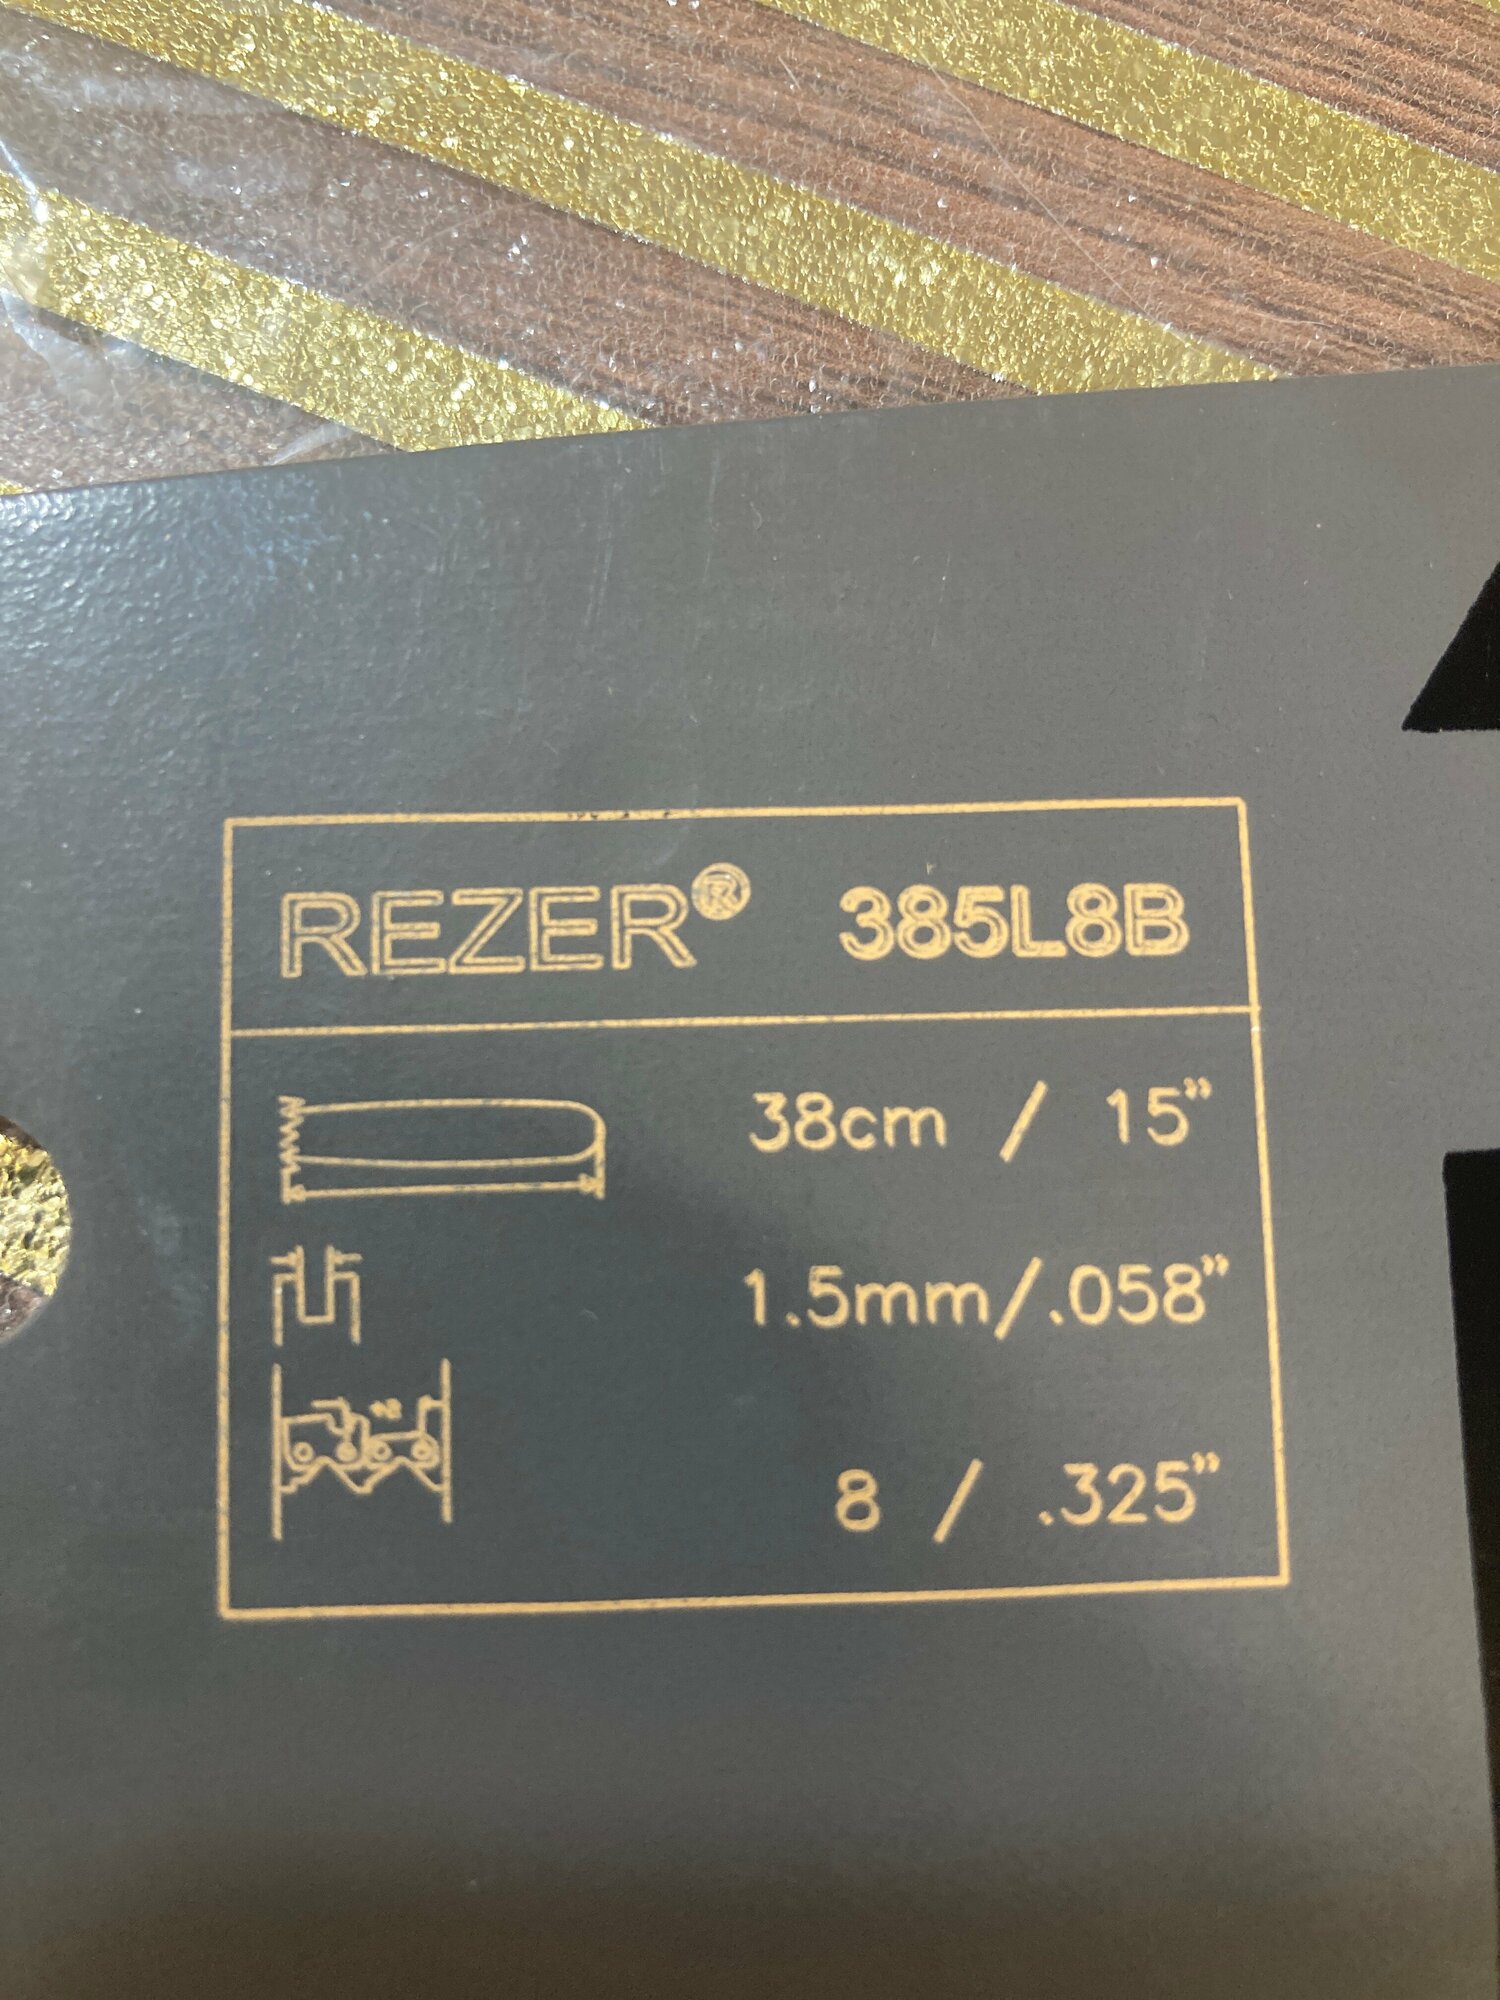 REZER® 385L8B
38cm / 15”
1.5mm/.058”
8 / .325”